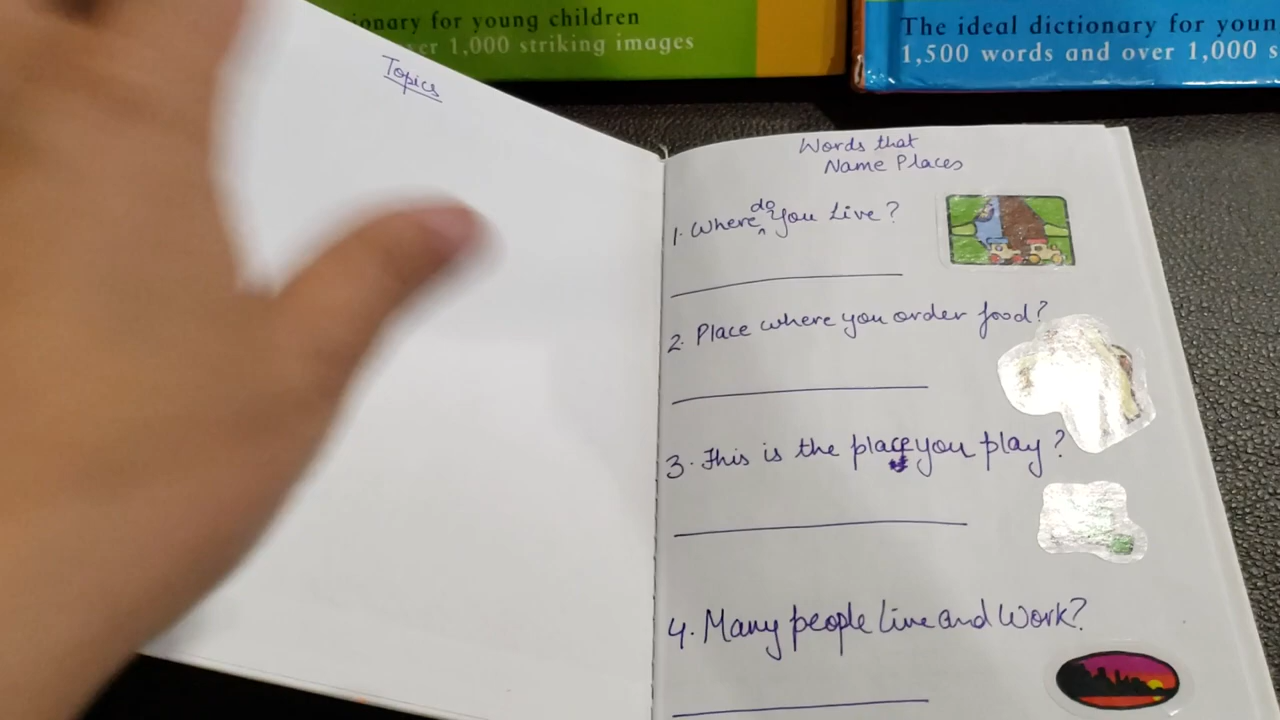 ionary for young children
er 1,000 striking images
The ideal dictionary for youn
1,500 words and over 1,000 s
Topics
Words that
Name Places
1. Where do you live?
2. Place where you order food?
3. This is the place you play?
4. Many people live and work?